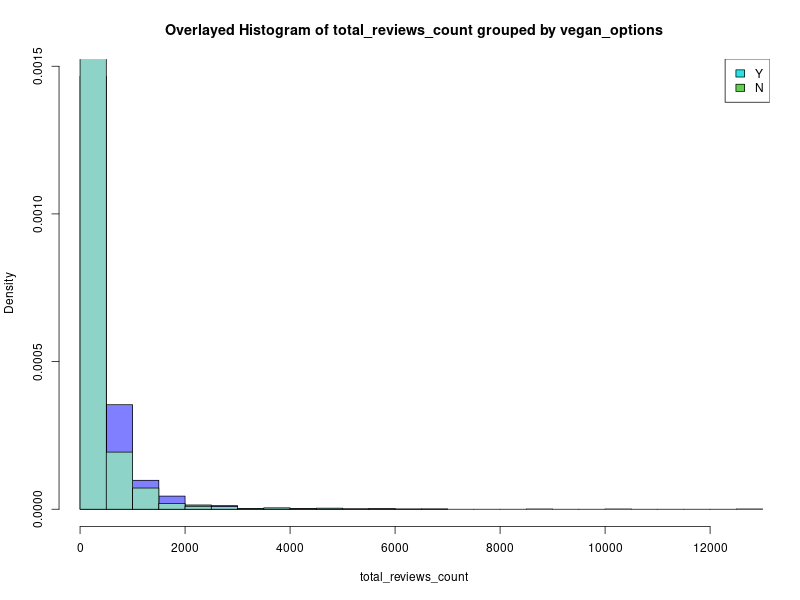 Overlayed Histogram of total_reviews_count grouped by vegan_options
Y
N
Density
0.0015
0.0010
0.0005
0.0000
0 2000 4000 6000 8000 10000 12000
total_reviews_count